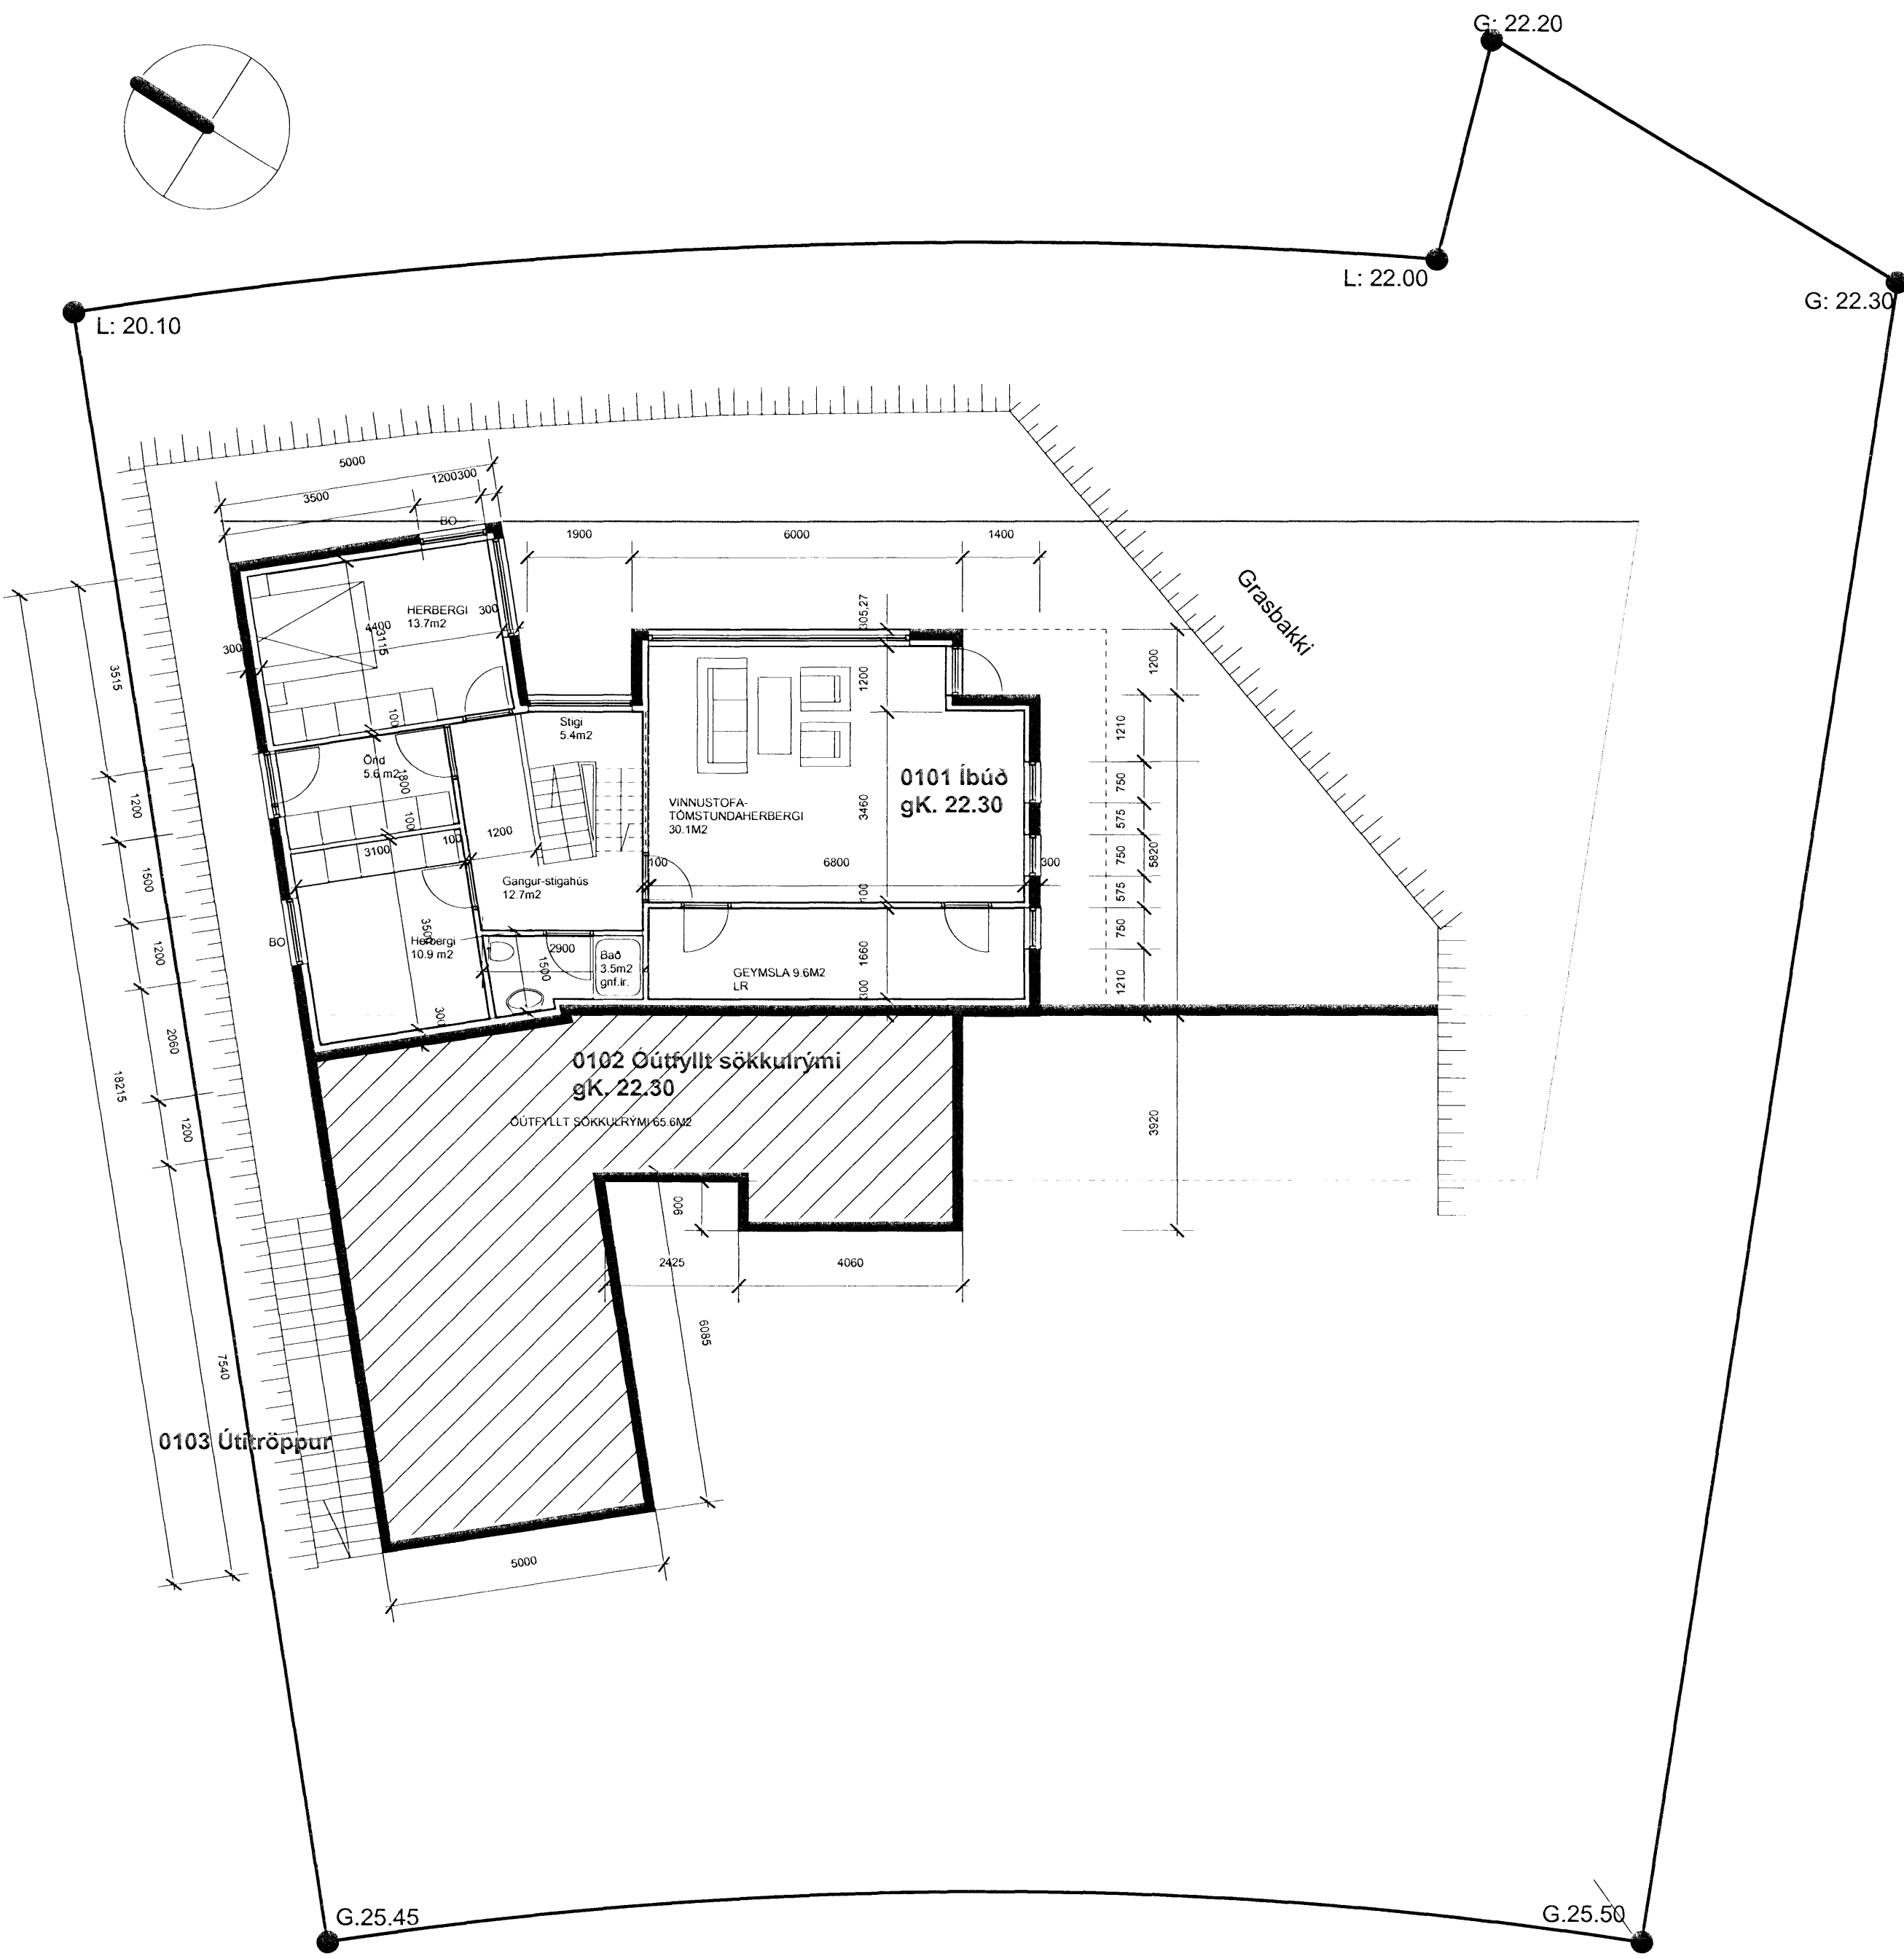 G: 22.20
L: 22.00
G: 22.30
L: 20.10
5000
1200300
3500
BO
1900
6000
1400
Grasbakki
HERBERGI
13.7m2
300
4400
3115
300
305,27
1200
1200
3515
100
Stigi
5.4m2
1210
Önd
5.6 m2
1800
100
0101 Íbúð
gK. 22.30
VINNUSTOFA-
TÓMSTUNDAHERBERGI
30.1M2
3460
750
575
750
575
750
1210
5820
1200
1500
1200
2060
1200
18215
7540
3100
100
1200
100
6800
300
100
Gangur-stigahús
12.7m2
BO
Herbergi
10.9 m2
3500
300
2900
1500
Bað
3.5m2
gnf.ír.
GEYMSLA 9.6M2
LR
1660
300
0102 Óútfyllt sökkulrými
gK. 22.30
ÓÚTFYLLT SÖKKULRÝMI 65.6M2
3920
900
2425
4060
6085
0103 Útitröppur
5000
G.25.45
G.25.50